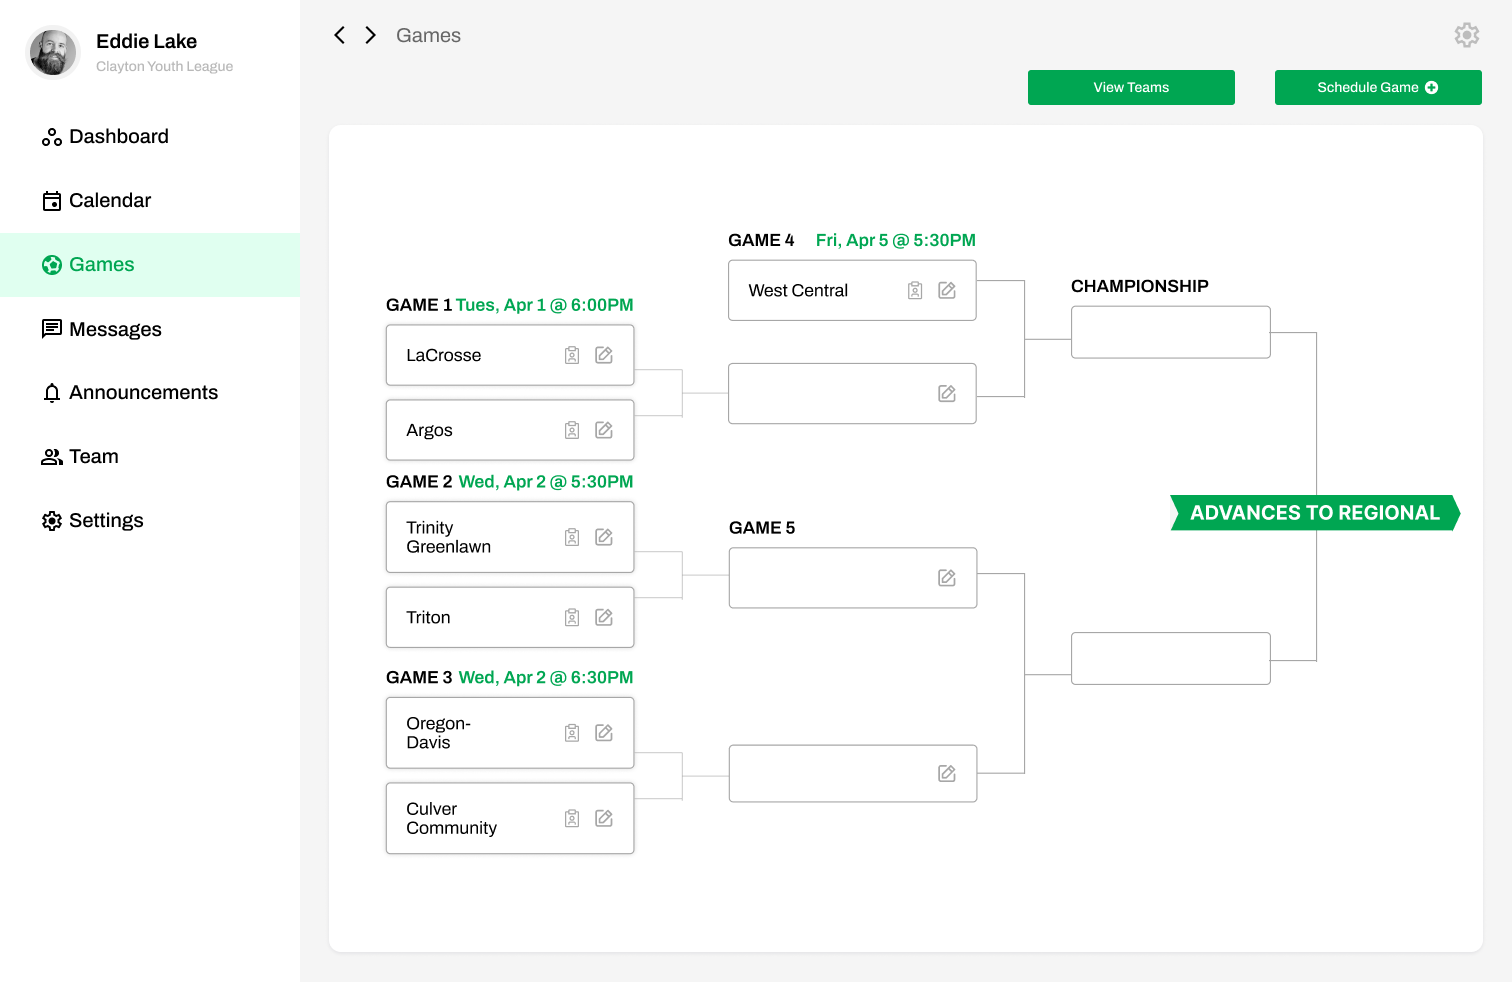 Eddie Lake
Clayton Youth League
Dashboard
Calendar
Games
Messages
Announcements
Team
Settings
Games
View Teams
Schedule Game
GAME 1 Tues, Apr 1 @ 6:00PM
LaCrosse
Argos
GAME 2 Wed, Apr 2 @ 5:30PM
Trinity
Greenlawn
Triton
GAME 3 Wed, Apr 2 @ 6:30PM
Oregon-
Davis
Culver
Community
GAME 4 Fri, Apr 5 @ 5:30PM
West Central
GAME 5
CHAMPIONSHIP
ADVANCES TO REGIONAL